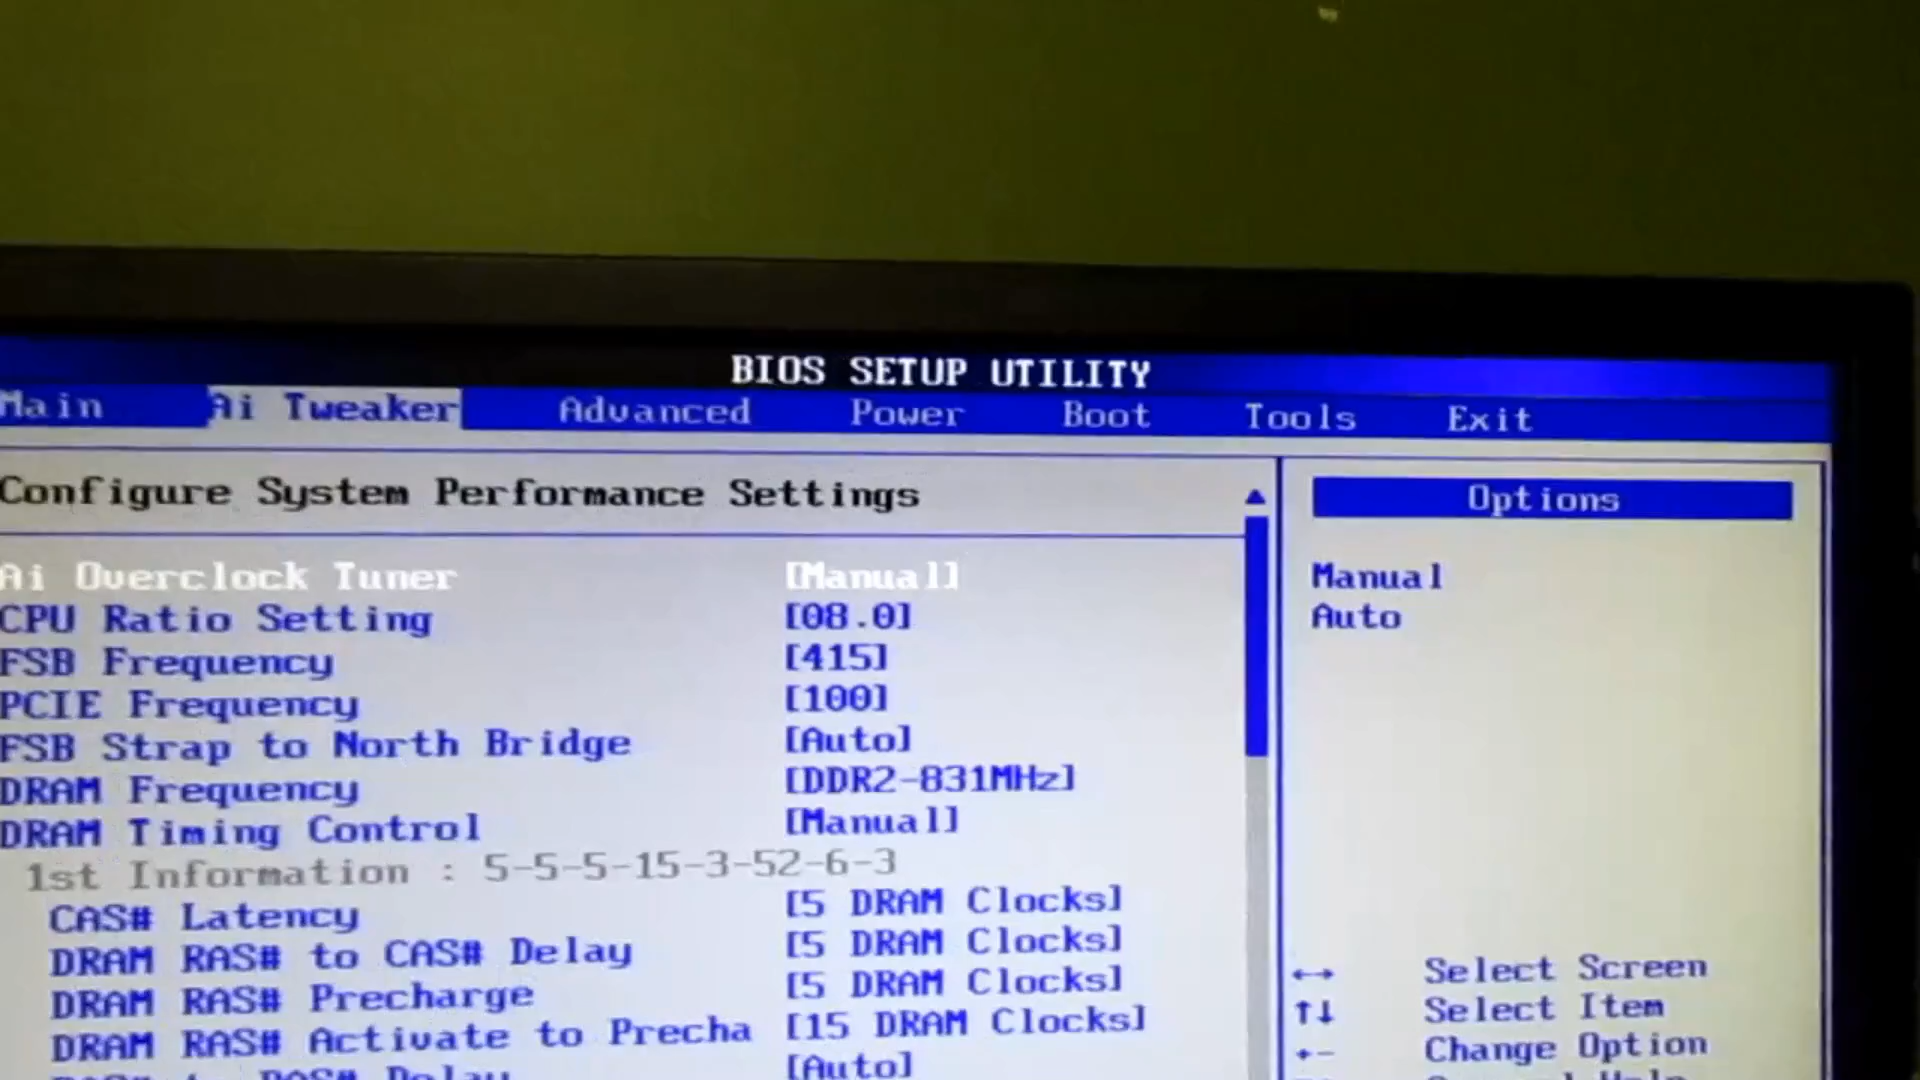 BIOS SETUP UTILITY
Main Ai Tweaker Advanced Power Boot Tools Exit
Configure System Performance Settings
Options
Ai Overclock Tuner [Manual]
CPU Ratio Setting [08.0]
FSB Frequency [415]
PCIE Frequency [100]
FSB Strap to North Bridge [Auto]
DRAM Frequency [DDR2-831MHz]
DRAM Timing Control [Manual]
1st Information : 5-5-5-15-3-52-6-3
CAS# Latency [5 DRAM Clocks]
DRAM RAS# to CAS# Delay [5 DRAM Clocks]
DRAM RAS# Precharge [5 DRAM Clocks]
DRAM RAS# Activate to Precha [15 DRAM Clocks]
[Auto]
Manual
Auto
↔ Select Screen
↑↓ Select Item
+- Change Option